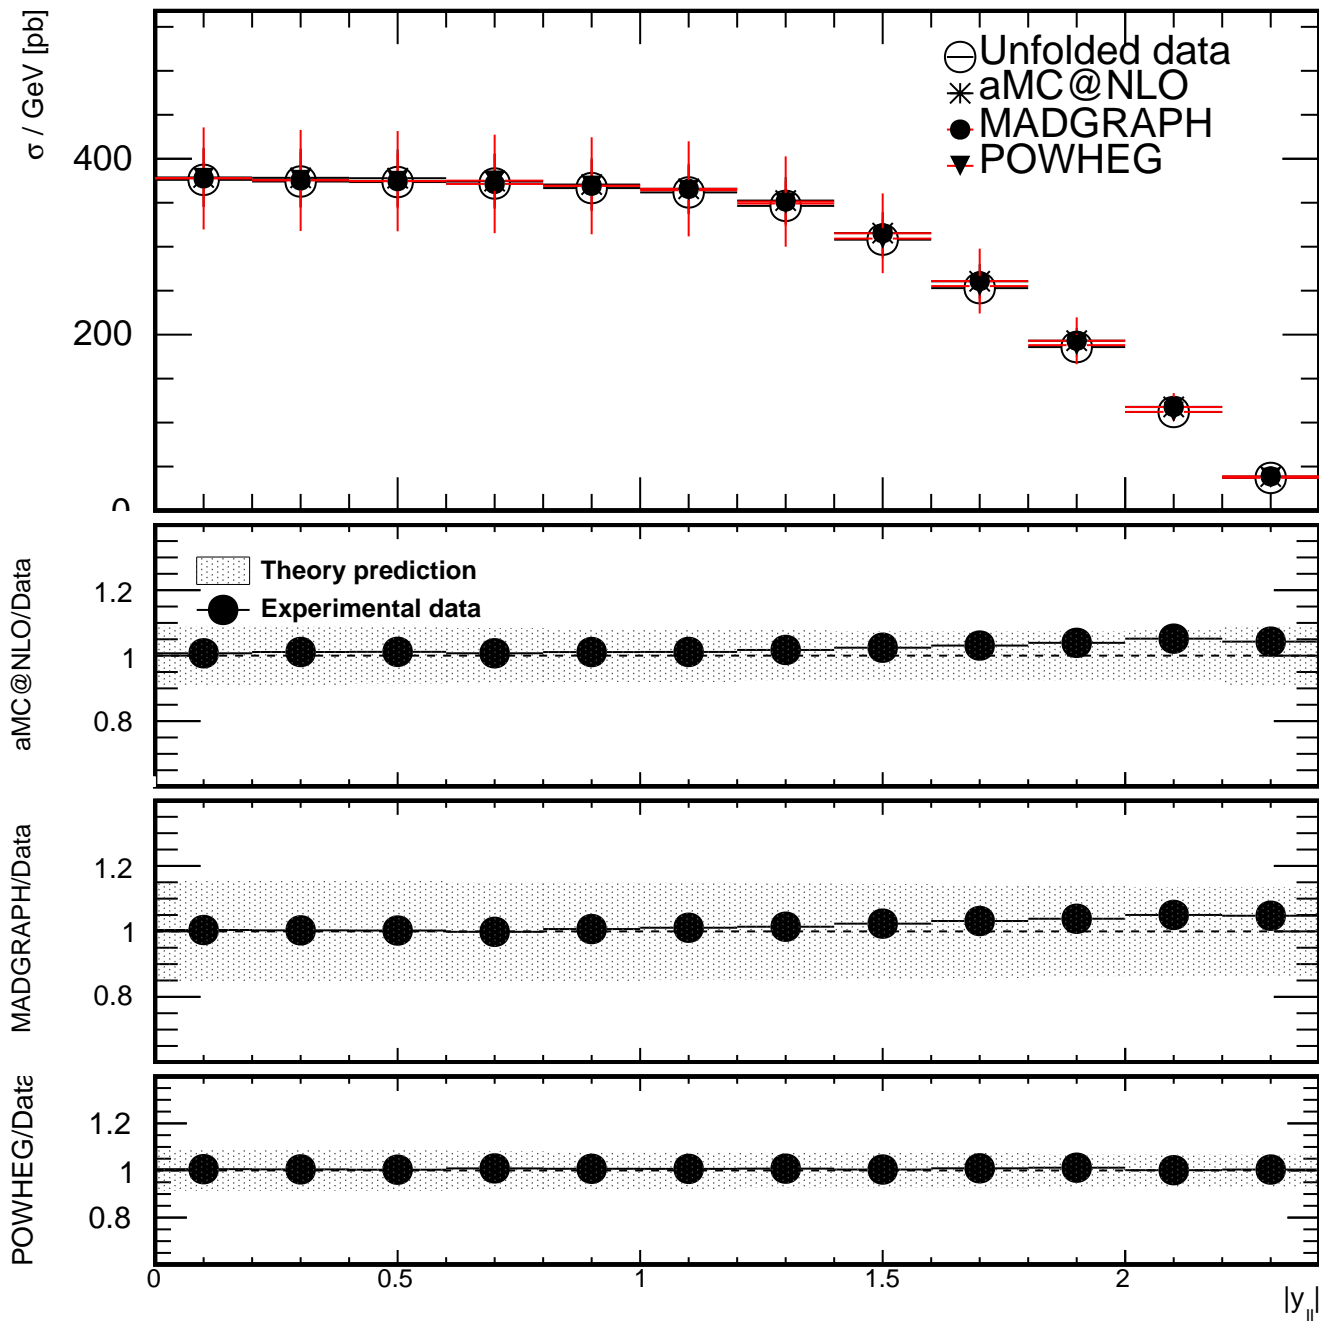 σ / GeV [pb]
Unfolded data
aMC@NLO
MADGRAPH
POWHEG
400
200
0
aMC@NLO/Data
Theory prediction
Experimental data
1.2
1
0.8
MADGRAPH/Data
1.2
1
0.8
POWHEG/Data
1.2
1
0.8
0 0.5 1 1.5 2
|y_ll|